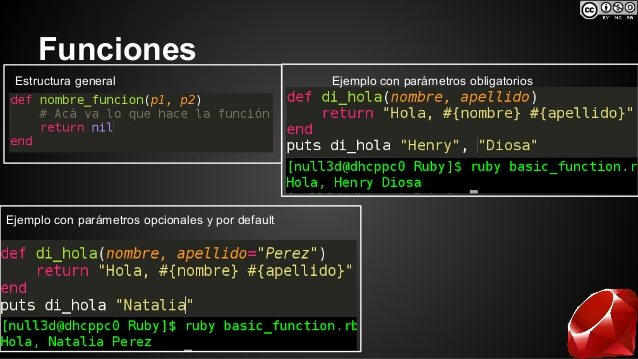 BY NC SA
Funciones
Estructura general
def nombre_funcion(p1, p2)
# Acá va lo que hace la función
return nil
end
Ejemplo con parámetros obligatorios
def di_hola(nombre, apellido)
return "Hola, #{nombre} #{apellido}"
end
puts di_hola "Henry", "Diosa"
[null3d@dhcppc0 Ruby]$ ruby basic_function.r
Hola, Henry Diosa
Ejemplo con parámetros opcionales y por default
def di_hola(nombre, apellido="Perez")
return "Hola, #{nombre} #{apellido}"
end
puts di_hola "Natalia"
[null3d@dhcppc0 Ruby]$ ruby basic_function.rb
Hola, Natalia Perez